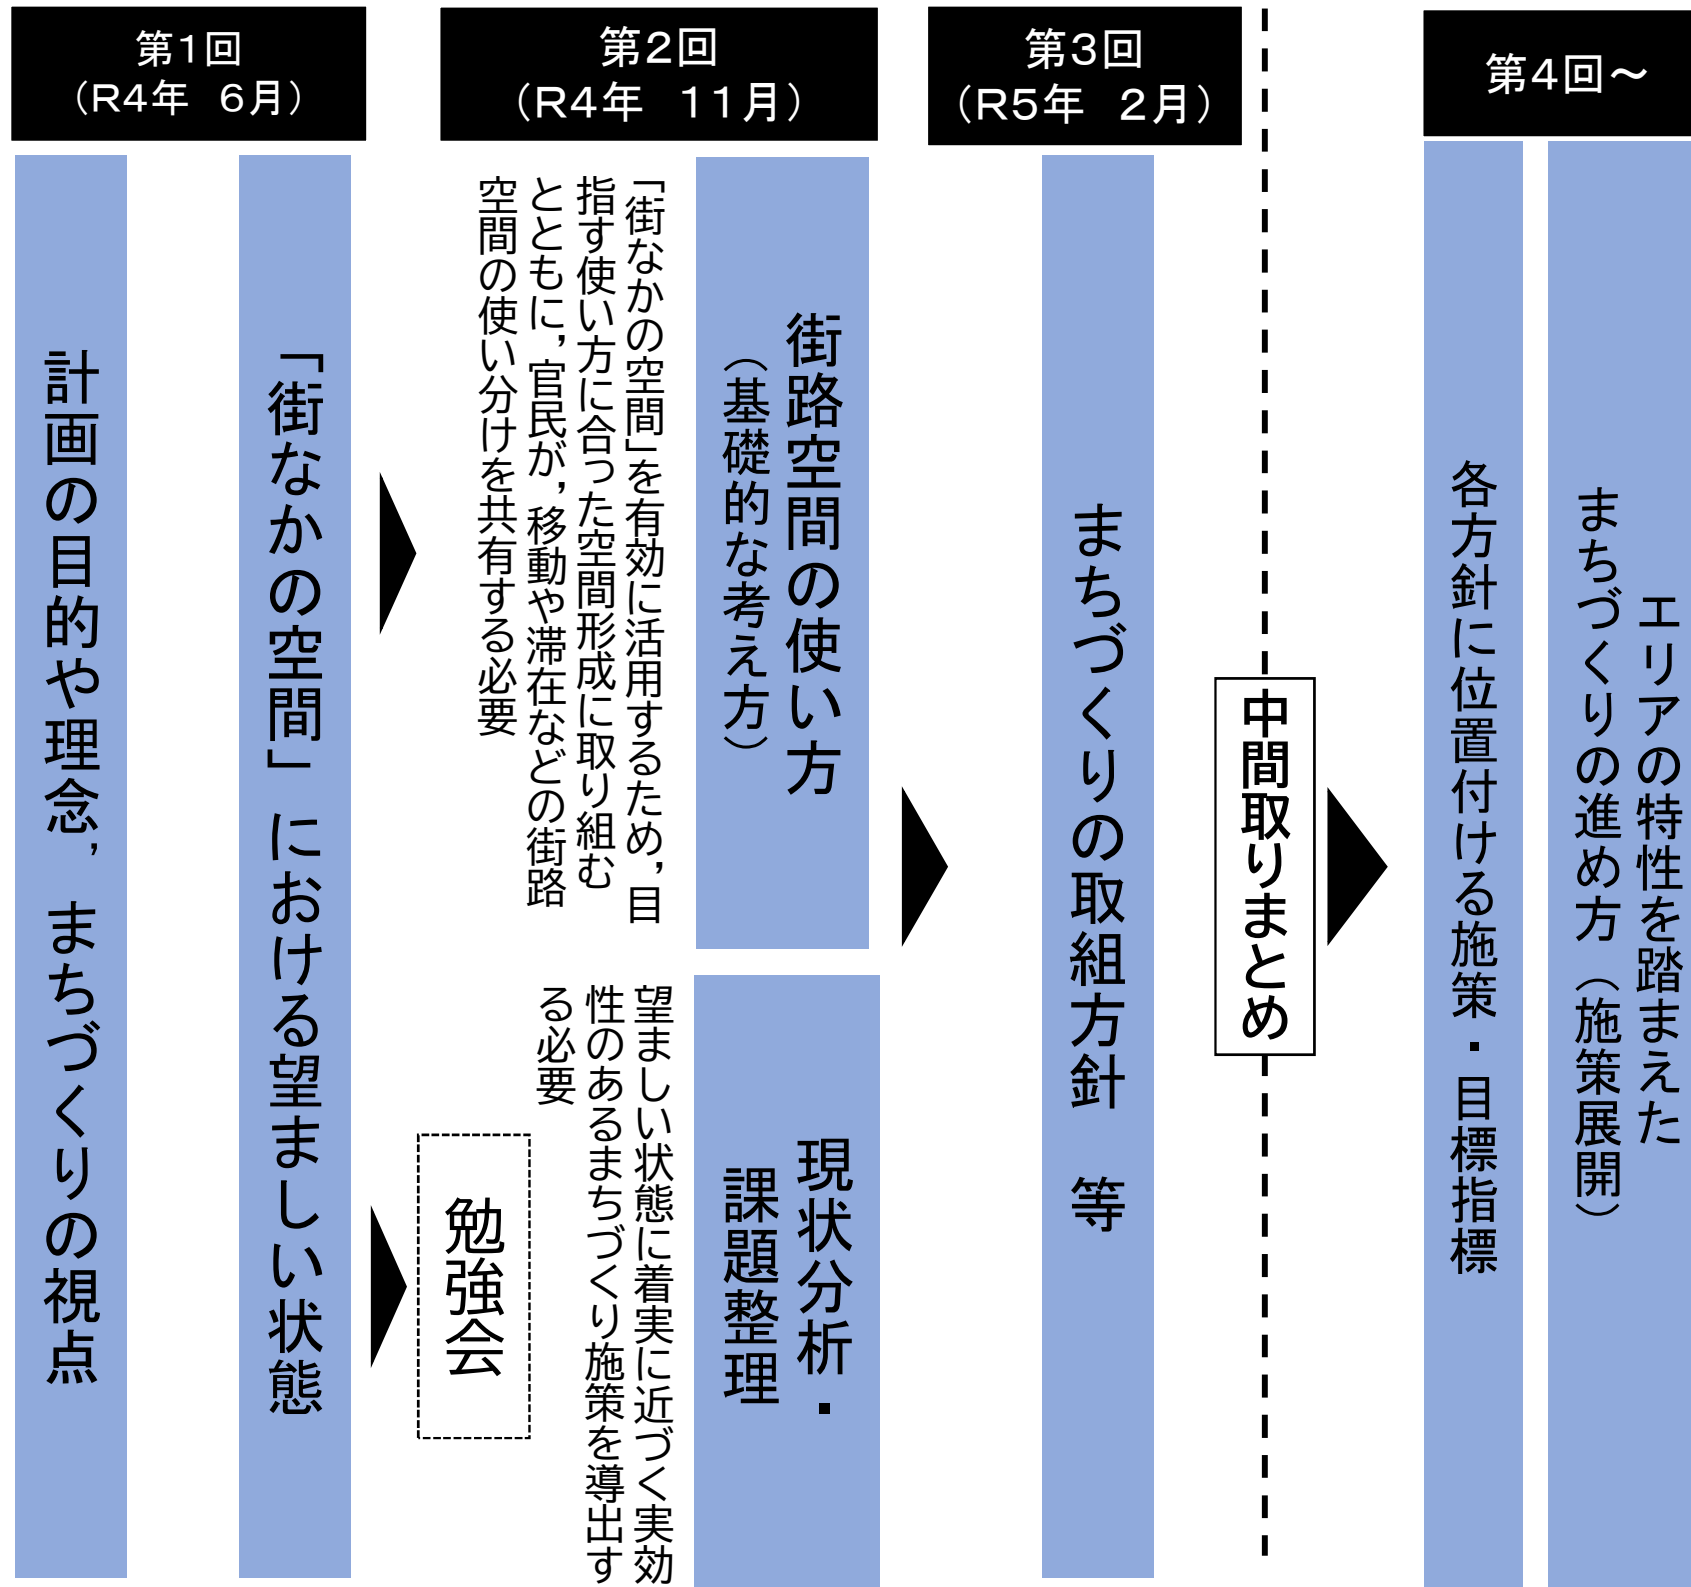 第1回
（R4年　6月）
計画の目的や理念，まちづくりの視点
「街なかの空間」における望ましい状態
第2回
（R4年　11月）
街路空間の使い方
（基礎的な考え方）
「街なかの空間」を有効に活用するため，目
指す使い方に合った空間形成に取り組む
とともに，官民が，移動や滞在などの街路
空間の使い分けを共有する必要
勉強会
現状分析・
課題整理
望ましい状態に着実に近づく実効
性のあるまちづくり施策を導出す
る必要
第3回
（R5年　2月）
まちづくりの取組方針　等
中間取りまとめ
第4回～
各方針に位置付ける施策・目標指標
エリアの特性を踏まえた
まちづくりの進め方（施策展開）